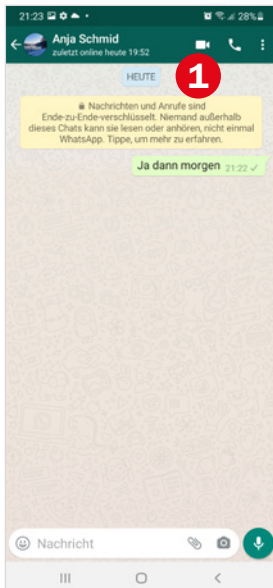 21:23
28%
Anja Schmid
zuletzt online heute 19:52
HEUTE
1
Nachrichten und Anrufe sind
Ende-zu-Ende-verschlüsselt. Niemand außerhalb
dieses Chats kann sie lesen oder anhören, nicht einmal
WhatsApp. Tippe, um mehr zu erfahren.
Ja dann morgen 21:22
Nachricht